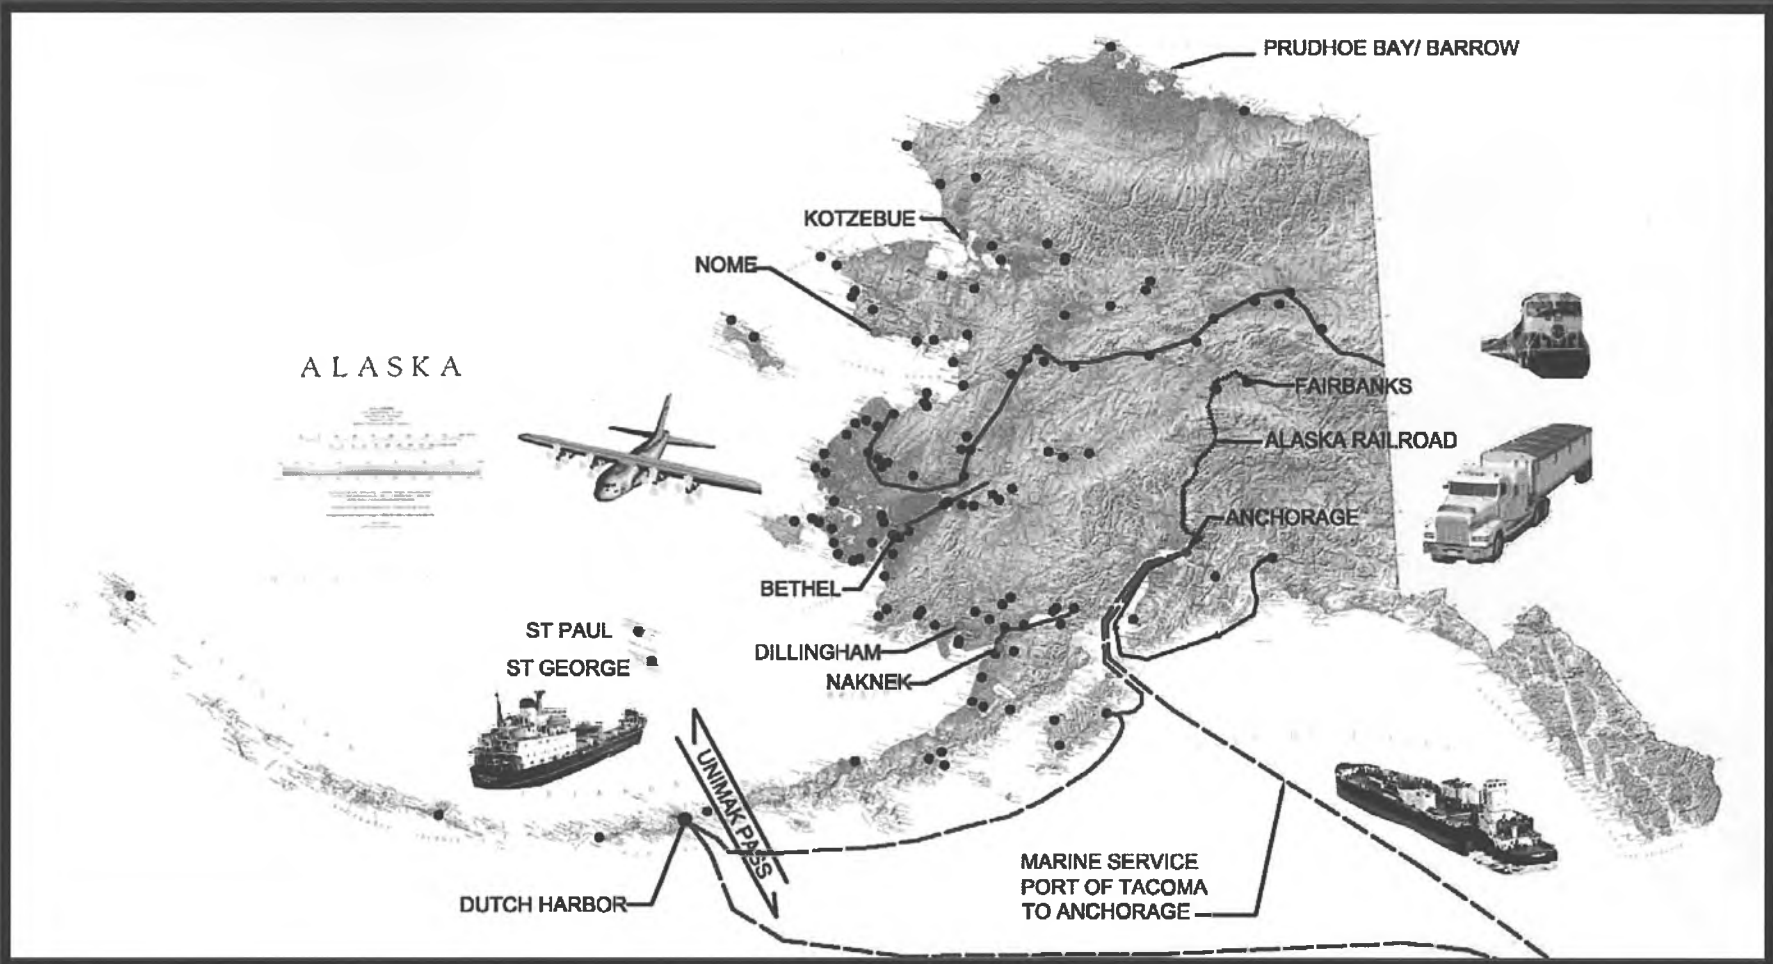 PRUDHOE BAY/ BARROW
KOTZEBUE
NOME
ALASKA
FAIRBANKS
ALASKA RAILROAD
ANCHORAGE
BETHEL
ST PAUL
DILLINGHAM
ST GEORGE
NAKNEK
UNIMAK PASS
MARINE SERVICE
PORT OF TACOMA
TO ANCHORAGE
DUTCH HARBOR